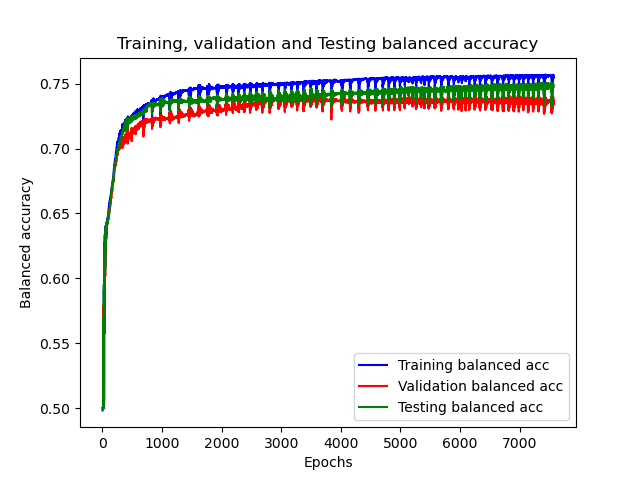 Training, validation and Testing balanced accuracy
Balanced accuracy
0.75
0.70
0.65
0.60
0.55
0.50
0 1000 2000 3000 4000 5000 6000 7000
Epochs
Training balanced acc
Validation balanced acc
Testing balanced acc